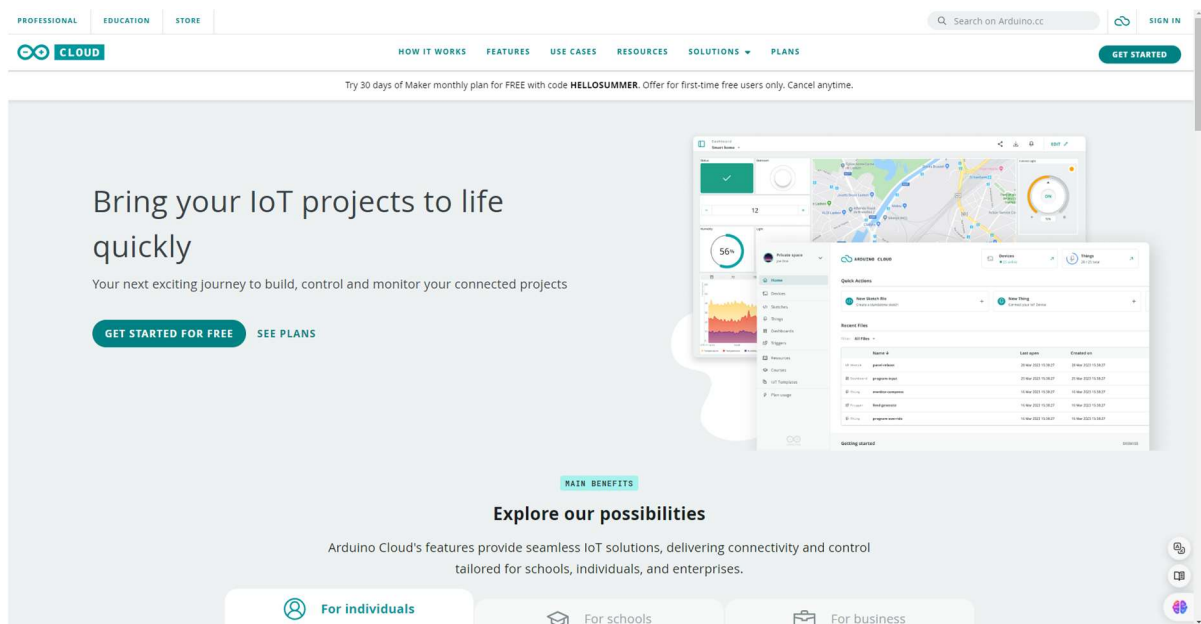 PROFESSIONAL
EDUCATION
STORE
Search on Arduino.cc
SIGN IN
CLOUD
HOW IT WORKS
FEATURES
USE CASES
RESOURCES
SOLUTIONS
PLANS
GET STARTED
Try 30 days of Maker monthly plan for FREE with code HELLOSUMMER. Offer for first-time free users only. Cancel anytime.
Bring your IoT projects to life
quickly
Your next exciting journey to build, control and monitor your connected projects
GET STARTED FOR FREE
SEE PLANS
EDIT
12
56%
Private space
ARDUINO CLOUD
Devices
Things
Home
Devices
Sketches
Things
Dashboards
Triggers
Resources
Courses
IoT Templates
Plan usage
Quick Actions
New Sketch file
New Thing
Recent Files
All Files
Name
Last open
Created on
Getting started
MAIN BENEFITS
Explore our possibilities
Arduino Cloud's features provide seamless IoT solutions, delivering connectivity and control
tailored for schools, individuals, and enterprises.
For individuals
For schools
For business